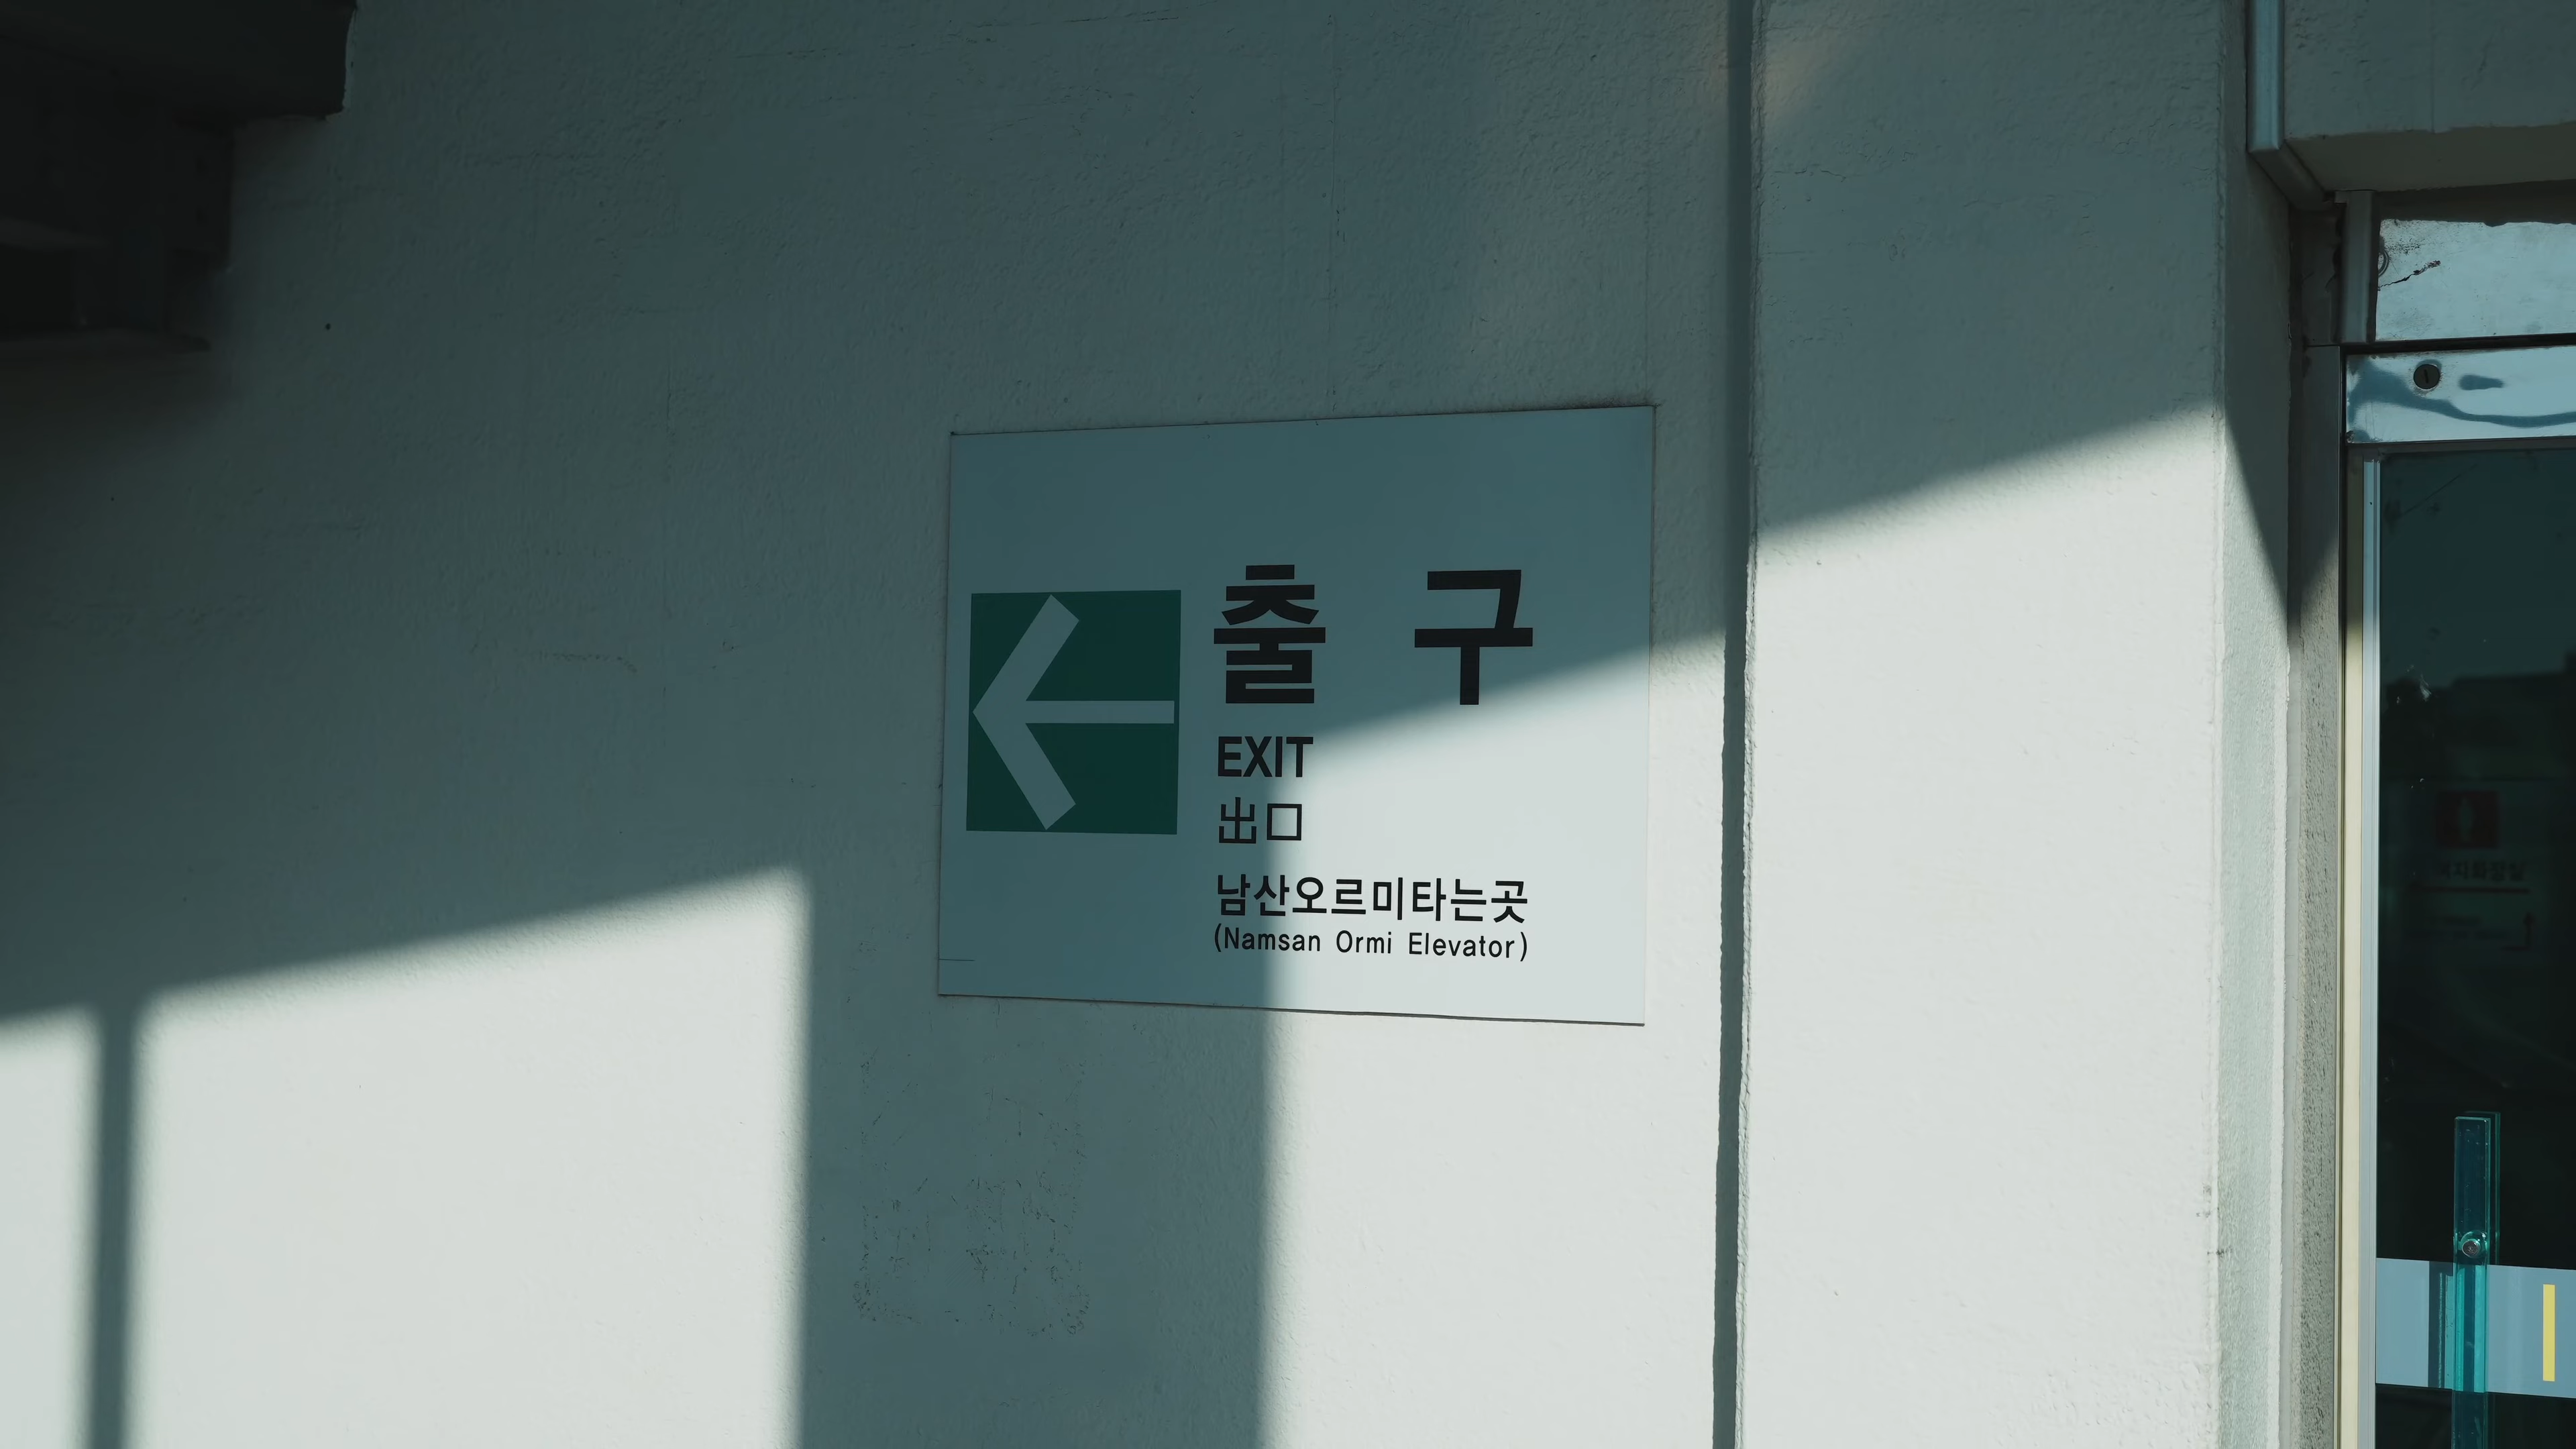 출 구
EXIT
出口
남산오르미타는곳
(Namsan Ormi Elevator)